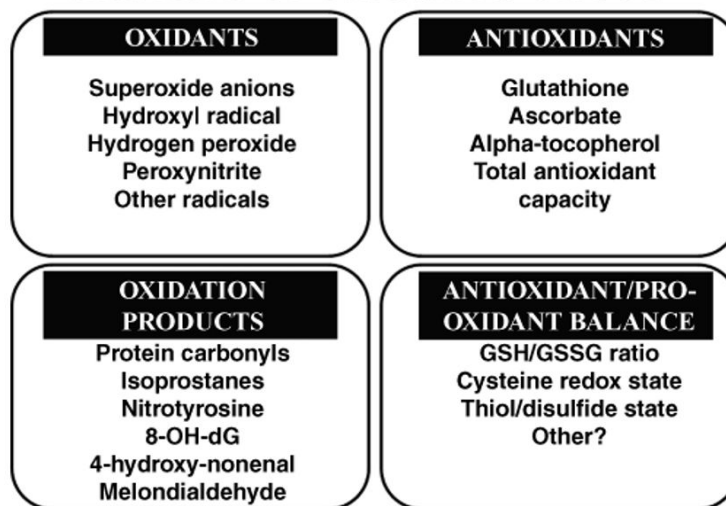 OXIDANTS
Superoxide anions
Hydroxyl radical
Hydrogen peroxide
Peroxynitrite
Other radicals
ANTIOXIDANTS
Glutathione
Ascorbate
Alpha-tocopherol
Total antioxidant
capacity
OXIDATION
PRODUCTS
Protein carbonyls
Isoprostanes
Nitrotyrosine
8-OH-dG
4-hydroxy-nonenal
Melondialdehyde
ANTIOXIDANT/PRO-
OXIDANT BALANCE
GSH/GSSG ratio
Cysteine redox state
Thiol/disulfide state
Other?